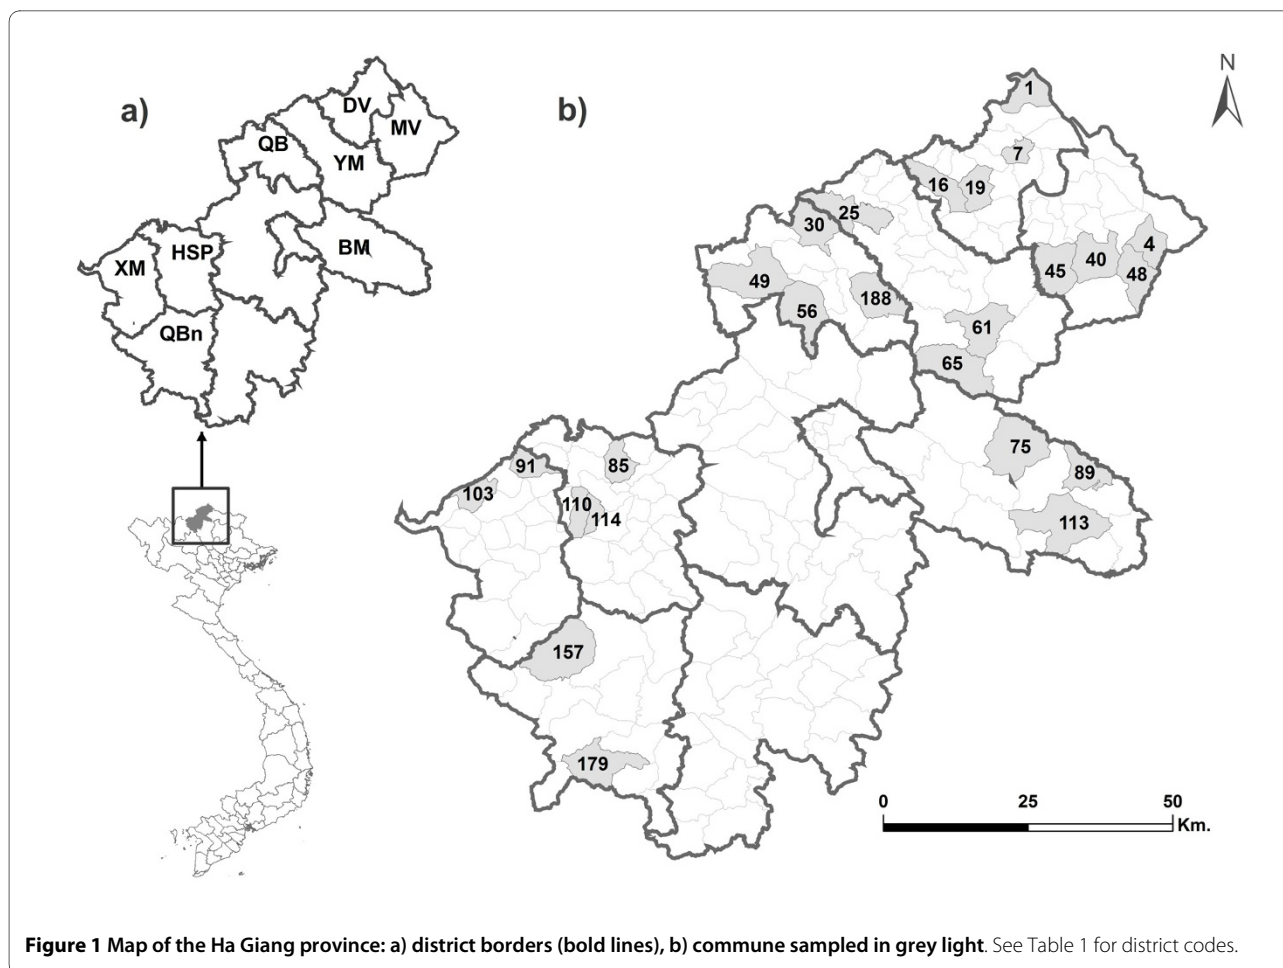 a)
DV
MV
QB
YM
HSP
BM
XM
QBn
b)
N
1
7
16
19
25
30
4
45
40
48
49
188
56
61
65
75
91
85
89
103
110
114
113
157
179
0 25 50
Km.
Figure 1 Map of the Ha Giang province: a) district borders (bold lines), b) commune sampled in grey light. See Table 1 for district codes.